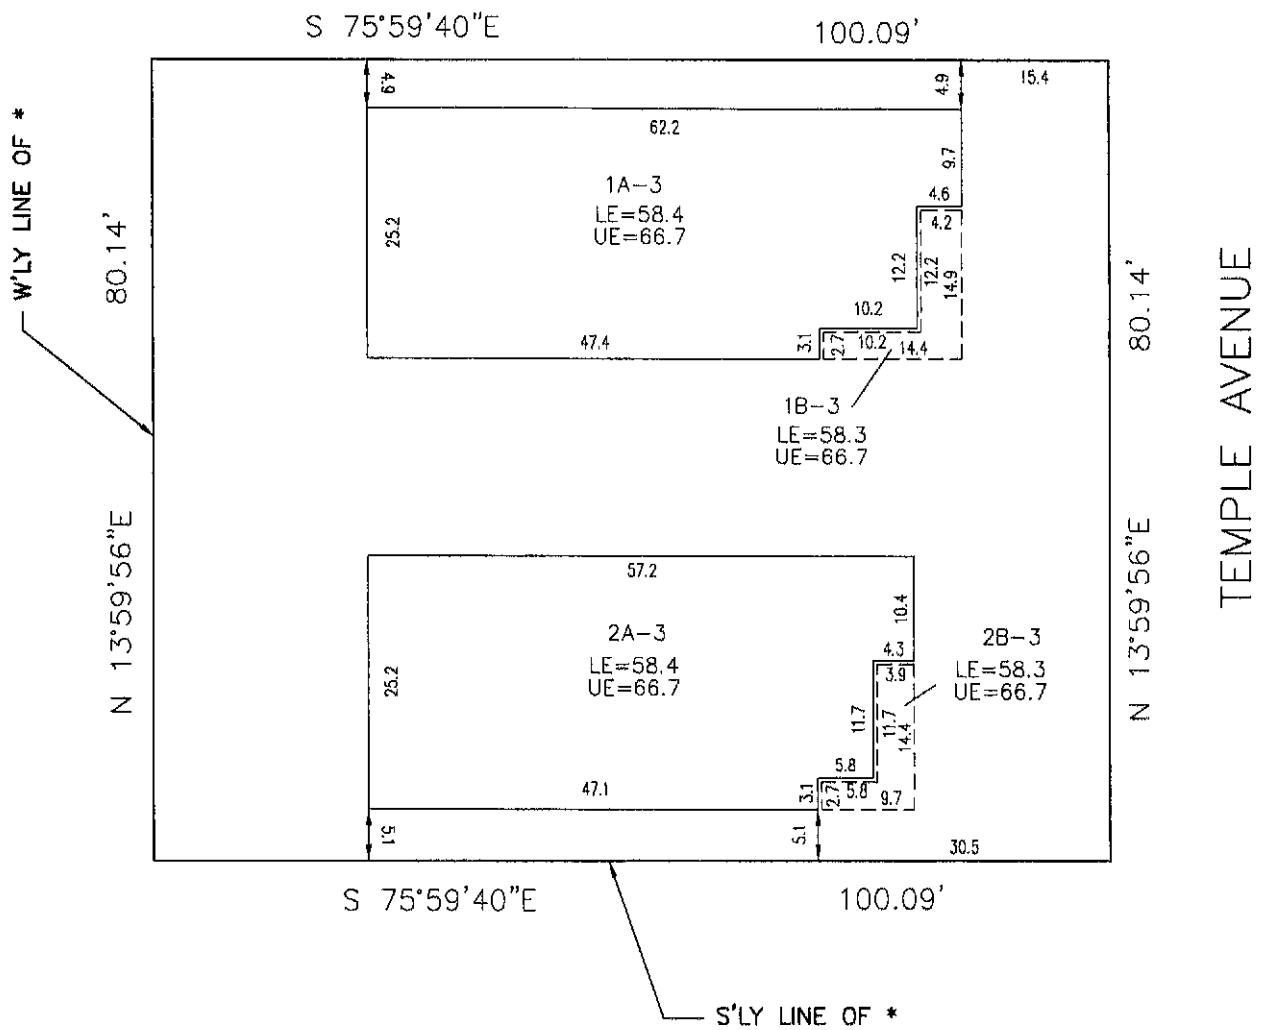 S 75°59'40"E 100.09'
4.9
4.9
15.4
62.2
W'LY LINE OF *
80.14'
9.7
1A-3
LE=58.4
UE=66.7
25.2
4.6
4.2
12.2
12.2
14.9
10.2
47.4
3.1
2.7
10.2
14.4
80.14'
TEMPLE AVENUE
1B-3
LE=58.3
UE=66.7
N 13°59'56"E
N 13°59'56"E
57.2
10.4
2A-3
LE=58.4
UE=66.7
25.2
4.3
3.9
2B-3
LE=58.3
UE=66.7
11.7
11.7
14.4
5.8
47.1
3.1
2.7
5.8
9.7
5.1
5.1
30.5
S 75°59'40"E 100.09'
S'LY LINE OF *